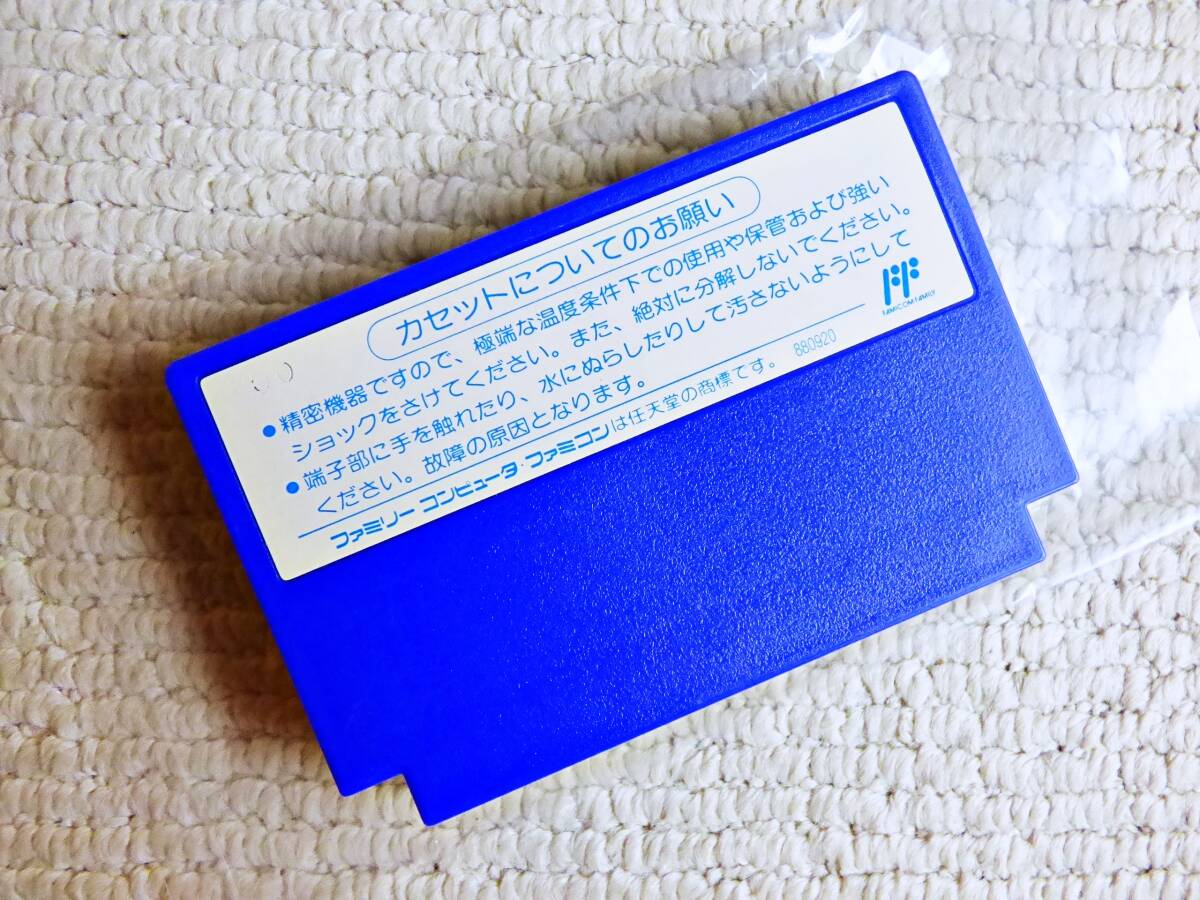 カセットについてのお願い
●精密機器ですので、極端な温度条件下での使用や保管および強い
ショックをさけてください。また、絶対に分解しないでください。
●端子部に手を触れたり、水にぬらしたりして汚さないようにして
ください。故障の原因となります。
FAMICOM FAMILY
ファミリー コンピュータ・ファミコンは任天堂の商標です。 880920